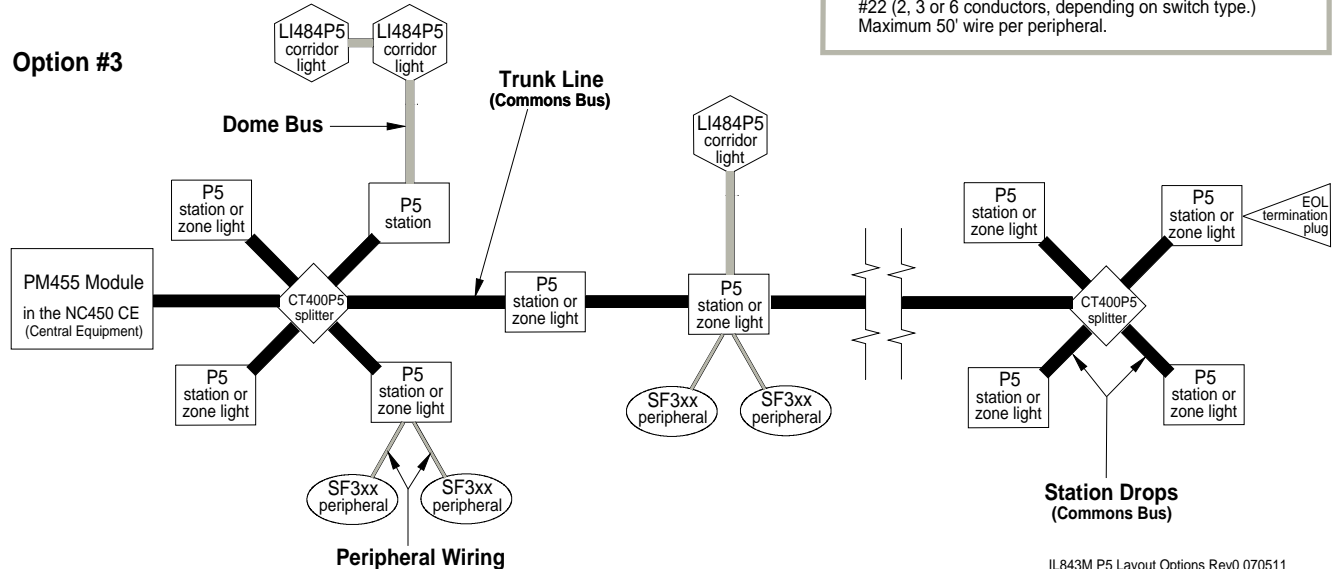 #22 (2, 3 or 6 conductors, depending on switch type.)
Maximum 50' wire per peripheral.
Option #3
LI484P5
corridor
light
LI484P5
corridor
light
Trunk Line
(Commons Bus)
Dome Bus
LI484P5
corridor
light
P5
station or
zone light
P5
station
P5
station or
zone light
P5
station or
zone light
EOL
termination
plug
PM455 Module
in the NC450 CE
(Central Equipment)
CT400P5
splitter
P5
station or
zone light
P5
station or
zone light
CT400P5
splitter
P5
station or
zone light
P5
station or
zone light
P5
station or
zone light
P5
station or
zone light
SF3xx
peripheral
SF3xx
peripheral
SF3xx
peripheral
SF3xx
peripheral
Station Drops
(Commons Bus)
Peripheral Wiring
IL843M P5 Layout Options Rev0 070511